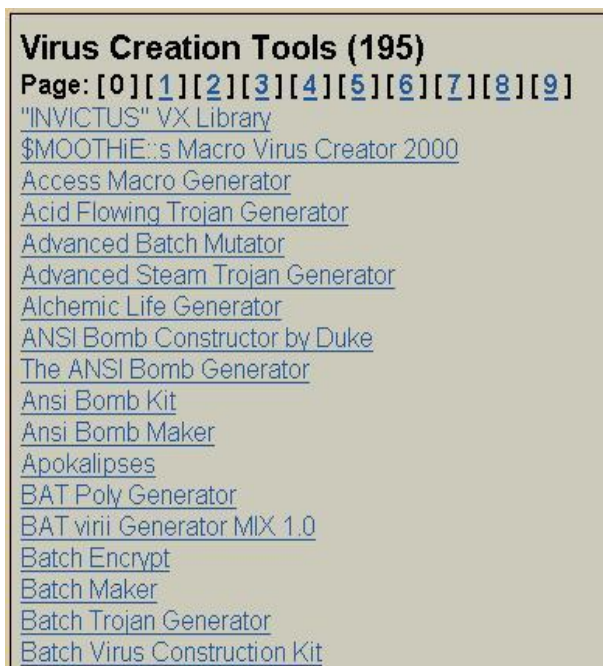 Virus Creation Tools (195)
Page: [0] [1] [2] [3] [4] [5] [6] [7] [8] [9]
"INVICTUS" VX Library
$MOOTHiE::s Macro Virus Creator 2000
Access Macro Generator
Acid Flowing Trojan Generator
Advanced Batch Mutator
Advanced Steam Trojan Generator
Alchemic Life Generator
ANSI Bomb Constructor by Duke
The ANSI Bomb Generator
Ansi Bomb Kit
Ansi Bomb Maker
Apokalipses
BAT Poly Generator
BAT virii Generator MIX 1.0
Batch Encrypt
Batch Maker
Batch Trojan Generator
Batch Virus Construction Kit